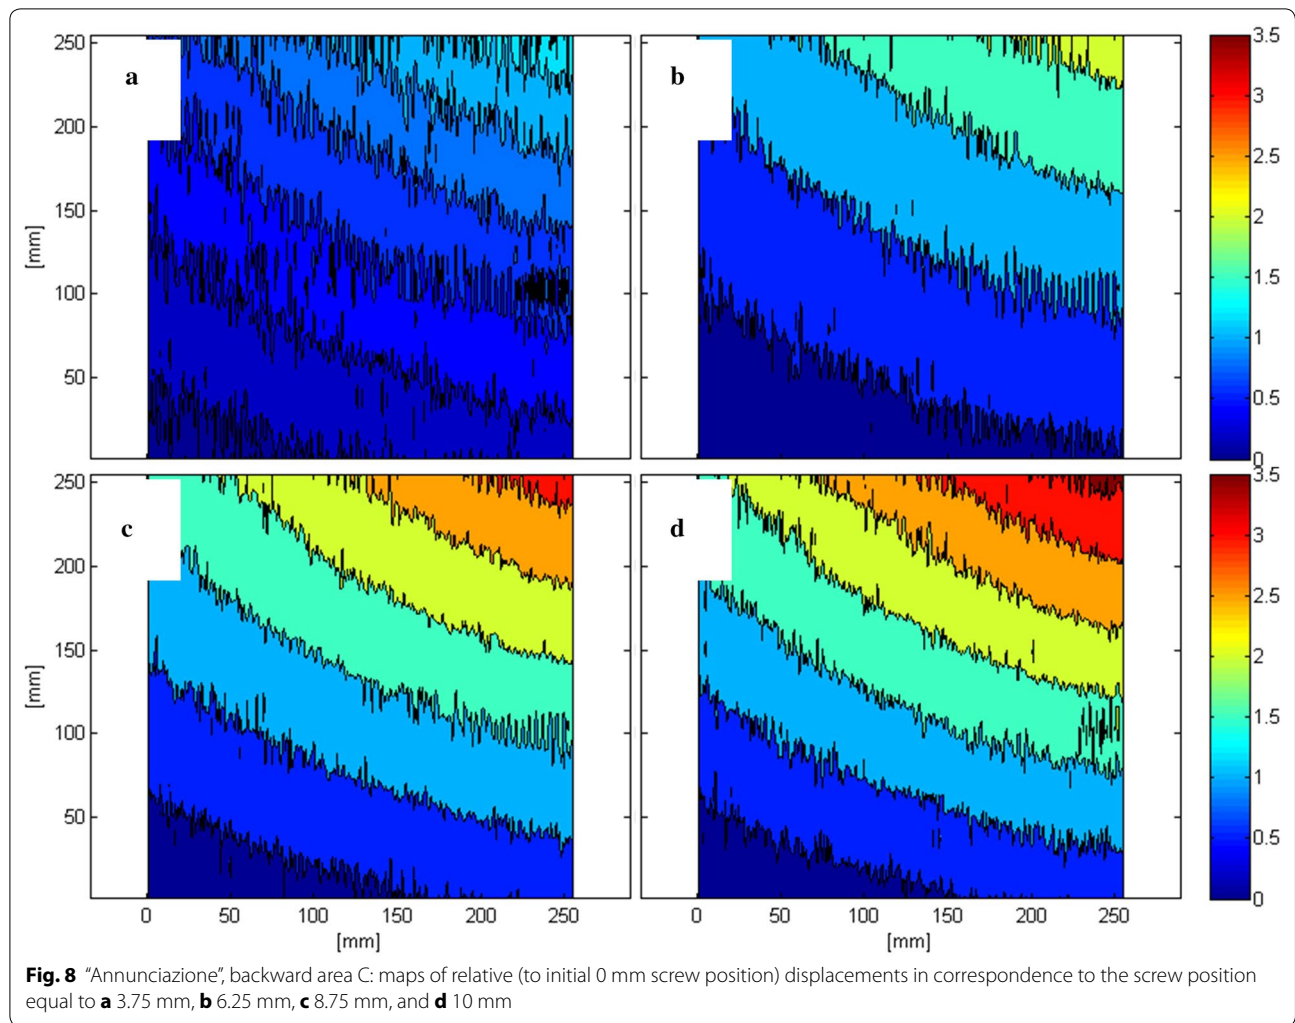 250
200
150
100
50
[mm]
a
b
3.5
3
2.5
2
1.5
1
0.5
0
250
200
150
100
50
[mm]
c
d
3.5
3
2.5
2
1.5
1
0.5
0
0 50 100 150 200 250
[mm]
0 50 100 150 200 250
[mm]
Fig. 8 “Annunciazione”, backward area C: maps of relative (to initial 0 mm screw position) displacements in correspondence to the screw position
equal to a 3.75 mm, b 6.25 mm, c 8.75 mm, and d 10 mm